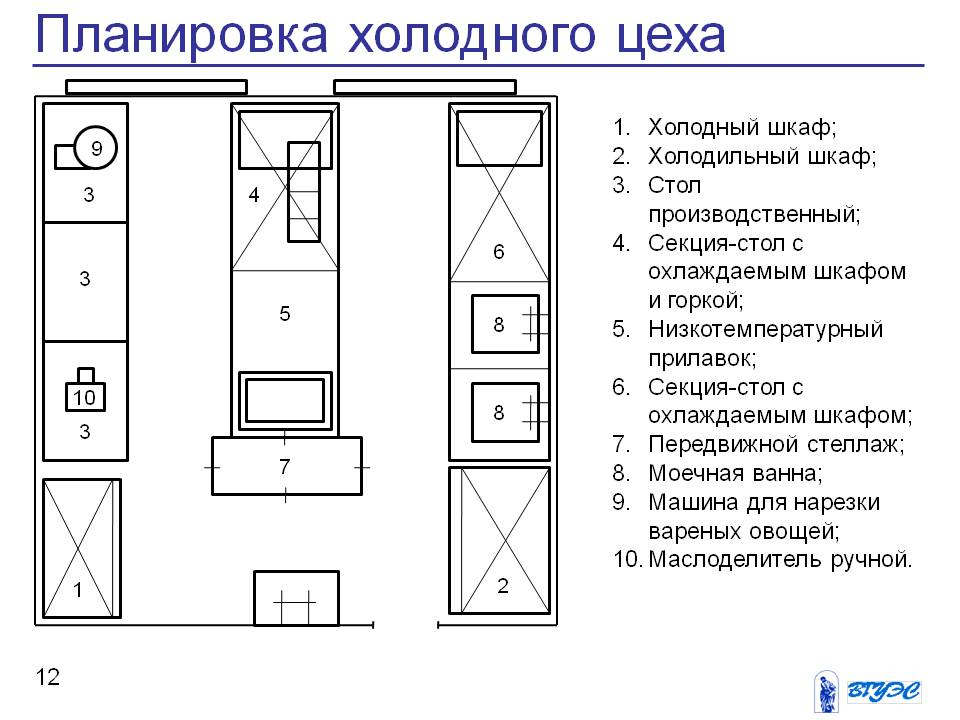 Планировка холодного цеха
9
3
4
3
6
5
8
10
8
3
7
1
2
1. Холодный шкаф;
2. Холодильный шкаф;
3. Стол
производственный;
4. Секция-стол с
охлаждаемым шкафом
и горкой;
5. Низкотемпературный
прилавок;
6. Секция-стол с
охлаждаемым шкафом;
7. Передвижной стеллаж;
8. Моечная ванна;
9. Машина для нарезки
вареных овощей;
10. Маслоделитель ручной.
12
ВГУЭС